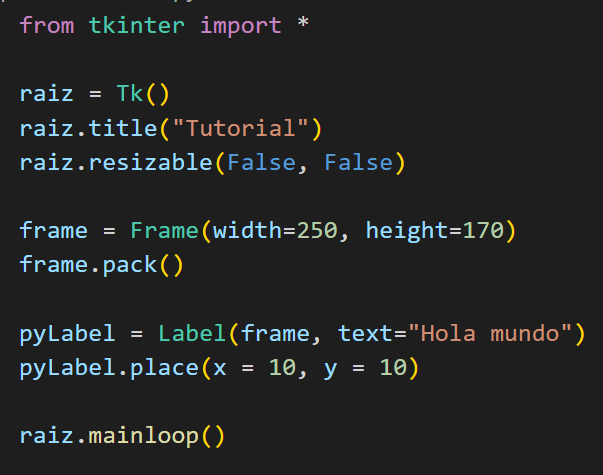 from tkinter import *
raiz = Tk()
raiz.title("Tutorial")
raiz.resizable(False, False)
frame = Frame(width=250, height=170)
frame.pack()
pyLabel = Label(frame, text="Hola mundo")
pyLabel.place(x = 10, y = 10)
raiz.mainloop()